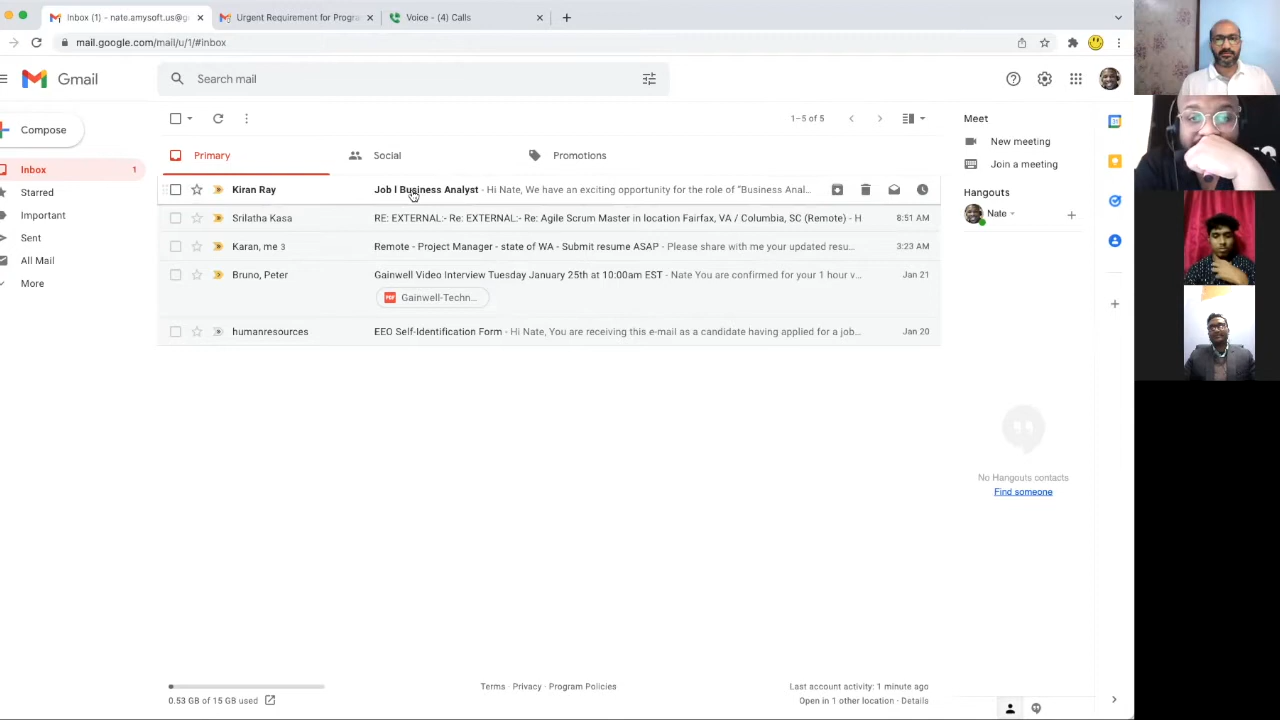 Inbox (1) - nate.amysoft.us@g
Urgent Requirement for Progra
Voice - (4) Calls
mail.google.com/mail/u/1/#inbox
Gmail
Search mail
Compose
1–5 of 5
Meet
New meeting
Join a meeting
Hangouts
Nate
Primary
Social
Promotions
Inbox 1
Starred
Important
Sent
All Mail
More
Kiran Ray Job I Business Analyst - Hi Nate, We have an exciting opportunity for the role of "Business Anal...
Srilatha Kasa RE: EXTERNAL:- Re: EXTERNAL:- Re: Agile Scrum Master in location Fairfax, VA / Columbia, SC (Remote) - H 8:51 AM
Karan, me 3 Remote - Project Manager - state of WA - Submit resume ASAP - Please share with me your updated resu... 3:23 AM
Bruno, Peter Gainwell Video Interview Tuesday January 25th at 10:00am EST - Nate You are confirmed for your 1 hour v... Jan 21
PDF Gainwell-Techn...
humanresources EEO Self-Identification Form - Hi Nate, You are receiving this e-mail as a candidate having applied for a job... Jan 20
No Hangouts contacts
Find someone
0.53 GB of 15 GB used
Terms · Privacy · Program Policies
Last account activity: 1 minute ago
Open in 1 other location · Details
31